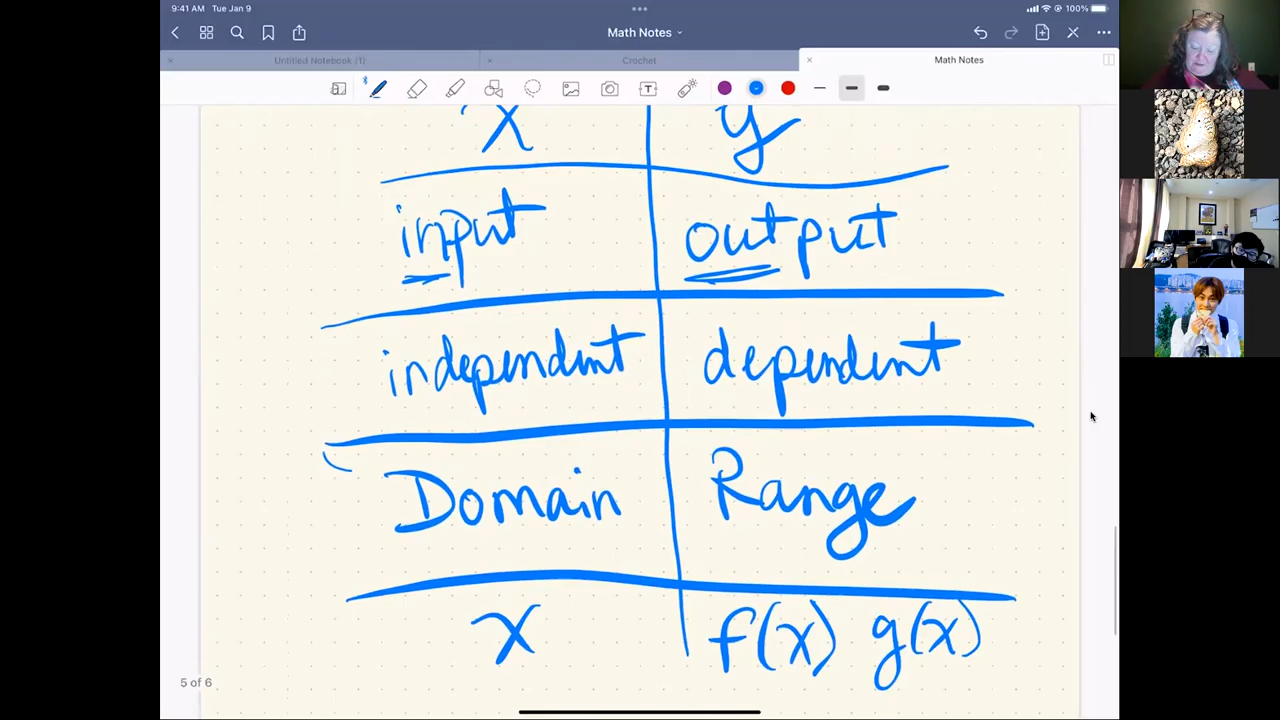 9:41 AM Tue Jan 9
100%
Math Notes
Untitled Notebook (1)
Crochet
Math Notes
T
x y
input output
independent dependent
Domain Range
x f(x) g(x)
5 of 6